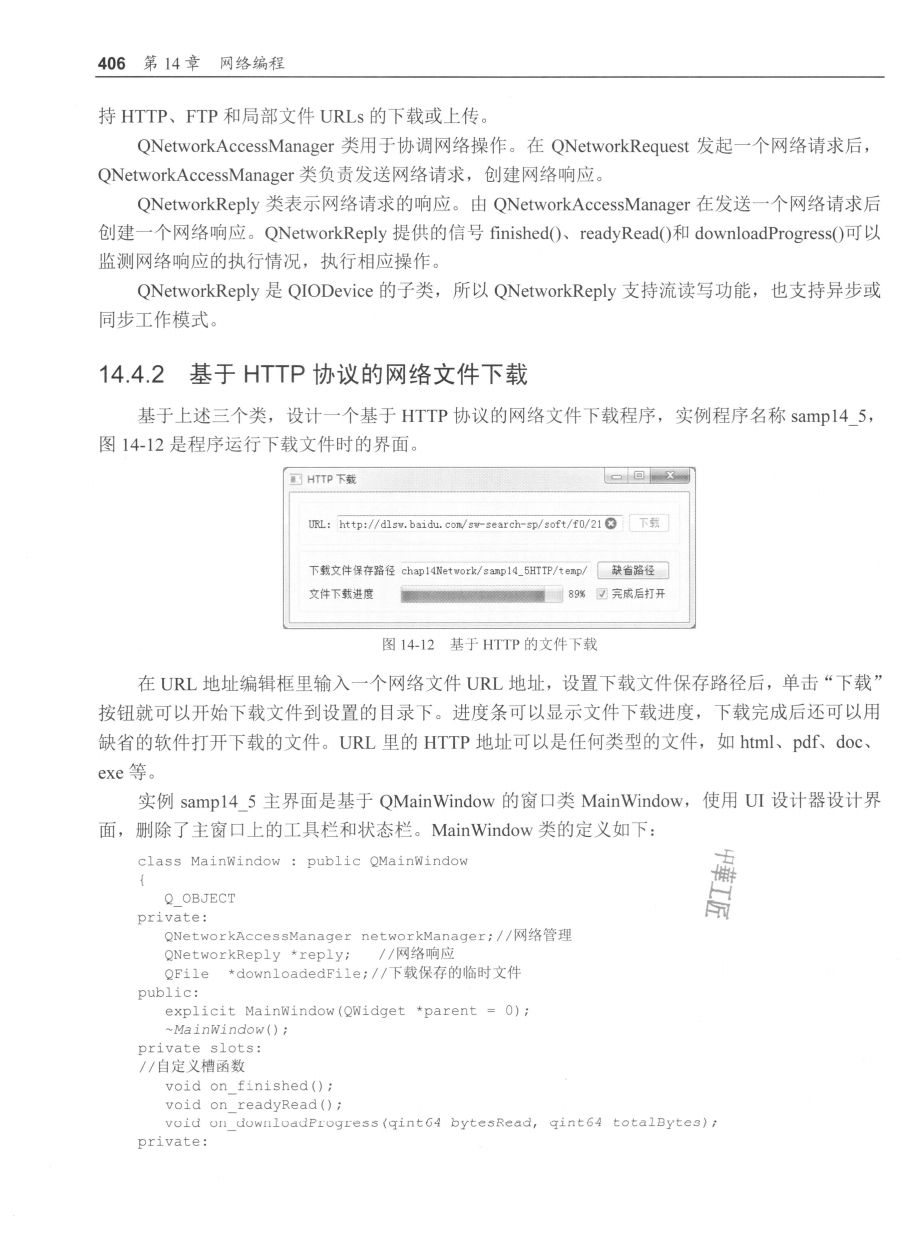 406 第 14 章 网络编程
持 HTTP、FTP 和局部文件 URLs 的下载或上传。
QNetworkAccessManager 类用于协调网络操作。在 QNetworkRequest 发起一个网络请求后，
QNetworkAccessManager 类负责发送网络请求，创建网络响应。
QNetworkReply 类表示网络请求的响应。由 QNetworkAccessManager 在发送一个网络请求后
创建一个网络响应。QNetworkReply 提供的信号 finished()、readyRead()和 downloadProgress()可以
监测网络响应的执行情况，执行相应操作。
QNetworkReply 是 QIODevice 的子类，所以 QNetworkReply 支持流读写功能，也支持异步或
同步工作模式。
14.4.2 基于 HTTP 协议的网络文件下载
基于上述三个类，设计一个基于 HTTP 协议的网络文件下载程序，实例程序名称 samp14_5，
图 14-12 是程序运行下载文件时的界面。
HTTP 下载
URL: http://dlsw.baidu.com/sw-search-sp/soft/f0/21 下载
下载文件保存路径 chap14Network/samp14_5HTTP/temp/ 缺省路径
文件下载进度 89% 完成后打开
图 14-12 基于 HTTP 的文件下载
在 URL 地址编辑框里输入一个网络文件 URL 地址，设置下载文件保存路径后，单击“下载”
按钮就可以开始下载文件到设置的目录下。进度条可以显示文件下载进度，下载完成后还可以用
缺省的软件打开下载的文件。URL 里的 HTTP 地址可以是任何类型的文件，如 html、pdf、doc、
exe 等。
实例 samp14_5 主界面是基于 QMainWindow 的窗口类 MainWindow，使用 UI 设计器设计界
面，删除了主窗口上的工具栏和状态栏。MainWindow 类的定义如下：
class MainWindow : public QMainWindow
{
Q_OBJECT
private:
QNetworkAccessManager networkManager;//网络管理
QNetworkReply *reply; //网络响应
QFile *downloadedFile;//下载保存的临时文件
public:
explicit MainWindow(QWidget *parent = 0);
~MainWindow();
private slots:
//自定义槽函数
void on_finished();
void on_readyRead();
void on_downloadProgress(qint64 bytesRead, qint64 totalBytes);
private:
中華工匠